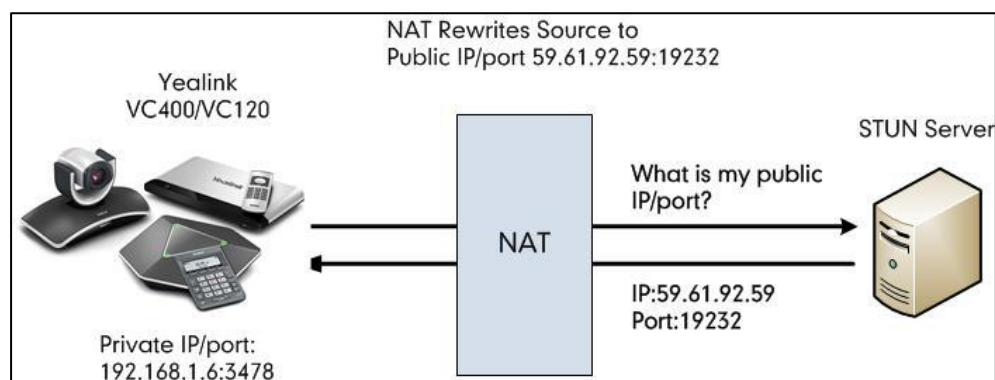 NAT Rewrites Source to
Public IP/port 59.61.92.59:19232
Yealink
VC400/VC120
STUN Server
What is my public
IP/port?
NAT
IP:59.61.92.59
Port:19232
Private IP/port:
192.168.1.6:3478
Yealink